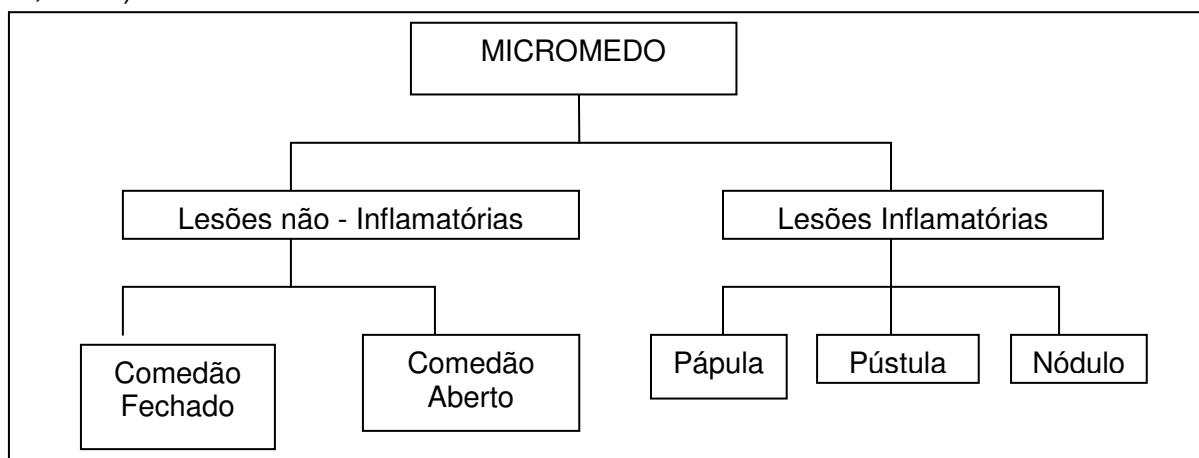 MICROMEDO
Lesões não - Inflamatórias
Lesões Inflamatórias
Comedão
Fechado
Comedão
Aberto
Pápula
Pústula
Nódulo